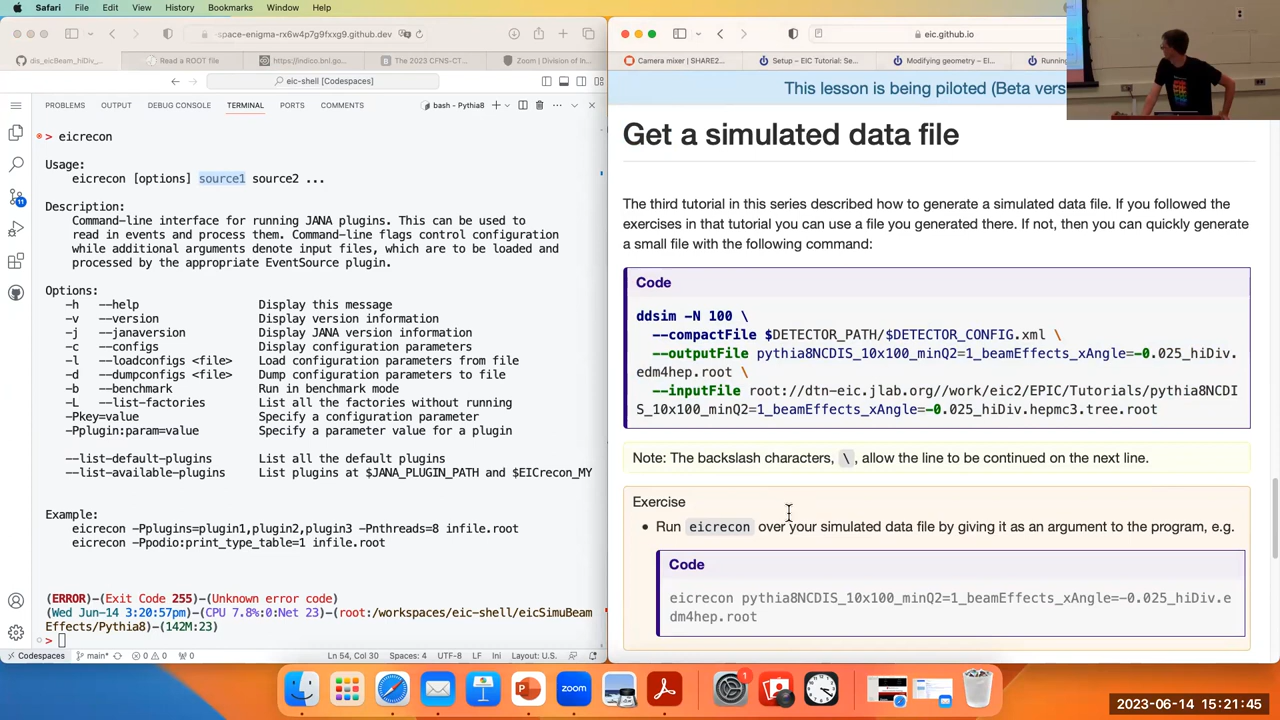 Safari File Edit View History Bookmarks Window Help
-space-enigma-rx6w4p7g9fxxg9.github.dev
dis_eicBeam_hiDiv_
Read a ROOT file
https://indico.bnl.go...
The 2023 CFNS-CT...
Zoom | Division of In...
eic-shell [Codespaces]
PROBLEMS OUTPUT DEBUG CONSOLE TERMINAL PORTS COMMENTS
bash - Pythia8
> eicrecon
Usage:
eicrecon [options] source1 source2 ...
Description:
Command-line interface for running JANA plugins. This can be used to
read in events and process them. Command-line flags control configuration
while additional arguments denote input files, which are to be loaded and
processed by the appropriate EventSource plugin.
Options:
-h --help Display this message
-v --version Display version information
-j --janaversion Display JANA version information
-c --configs Display configuration parameters
-l --loadconfigs <file> Load configuration parameters from file
-d --dumpconfigs <file> Dump configuration parameters to file
-b --benchmark Run in benchmark mode
-L --list-factories List all the factories without running
-Pkey=value Specify a configuration parameter
-Pplugin:param=value Specify a parameter value for a plugin
--list-default-plugins List all the default plugins
--list-available-plugins List plugins at $JANA_PLUGIN_PATH and $EICrecon_MY
Example:
eicrecon -Pplugins=plugin1,plugin2,plugin3 -Pnthreads=8 infile.root
eicrecon -Ppodio:print_type_table=1 infile.root
(ERROR)-(Exit Code 255)-(Unknown error code)
(Wed Jun-14 3:20:57pm)-(CPU 7.8%:0:Net 23)-(root:/workspaces/eic-shell/eicSimuBeam
Effects/Pythia8)-(142M:23)
>
Codespaces main* 0 0 0 Ln 54, Col 30 Spaces: 4 UTF-8 LF Ini Layout: U.S.
11
eic.github.io
Camera mixer | SHARE2...
Setup – EIC Tutorial: Se...
Modifying geometry – EI...
Runnin
This lesson is being piloted (Beta vers
Get a simulated data file
The third tutorial in this series described how to generate a simulated data file. If you followed the
exercises in that tutorial you can use a file you generated there. If not, then you can quickly generate
a small file with the following command:
Code
ddsim -N 100 \
--compactFile $DETECTOR_PATH/$DETECTOR_CONFIG.xml \
--outputFile pythia8NCDIS_10x100_minQ2=1_beamEffects_xAngle=-0.025_hiDiv.
edm4hep.root \
--inputFile root://dtn-eic.jlab.org//work/eic2/EPIC/Tutorials/pythia8NCDI
S_10x100_minQ2=1_beamEffects_xAngle=-0.025_hiDiv.hepmc3.tree.root
Note: The backslash characters, \, allow the line to be continued on the next line.
Exercise
• Run eicrecon over your simulated data file by giving it as an argument to the program, e.g.
Code
eicrecon pythia8NCDIS_10x100_minQ2=1_beamEffects_xAngle=-0.025_hiDiv.e
dm4hep.root
zoom
1
2023-06-14 15:21:45